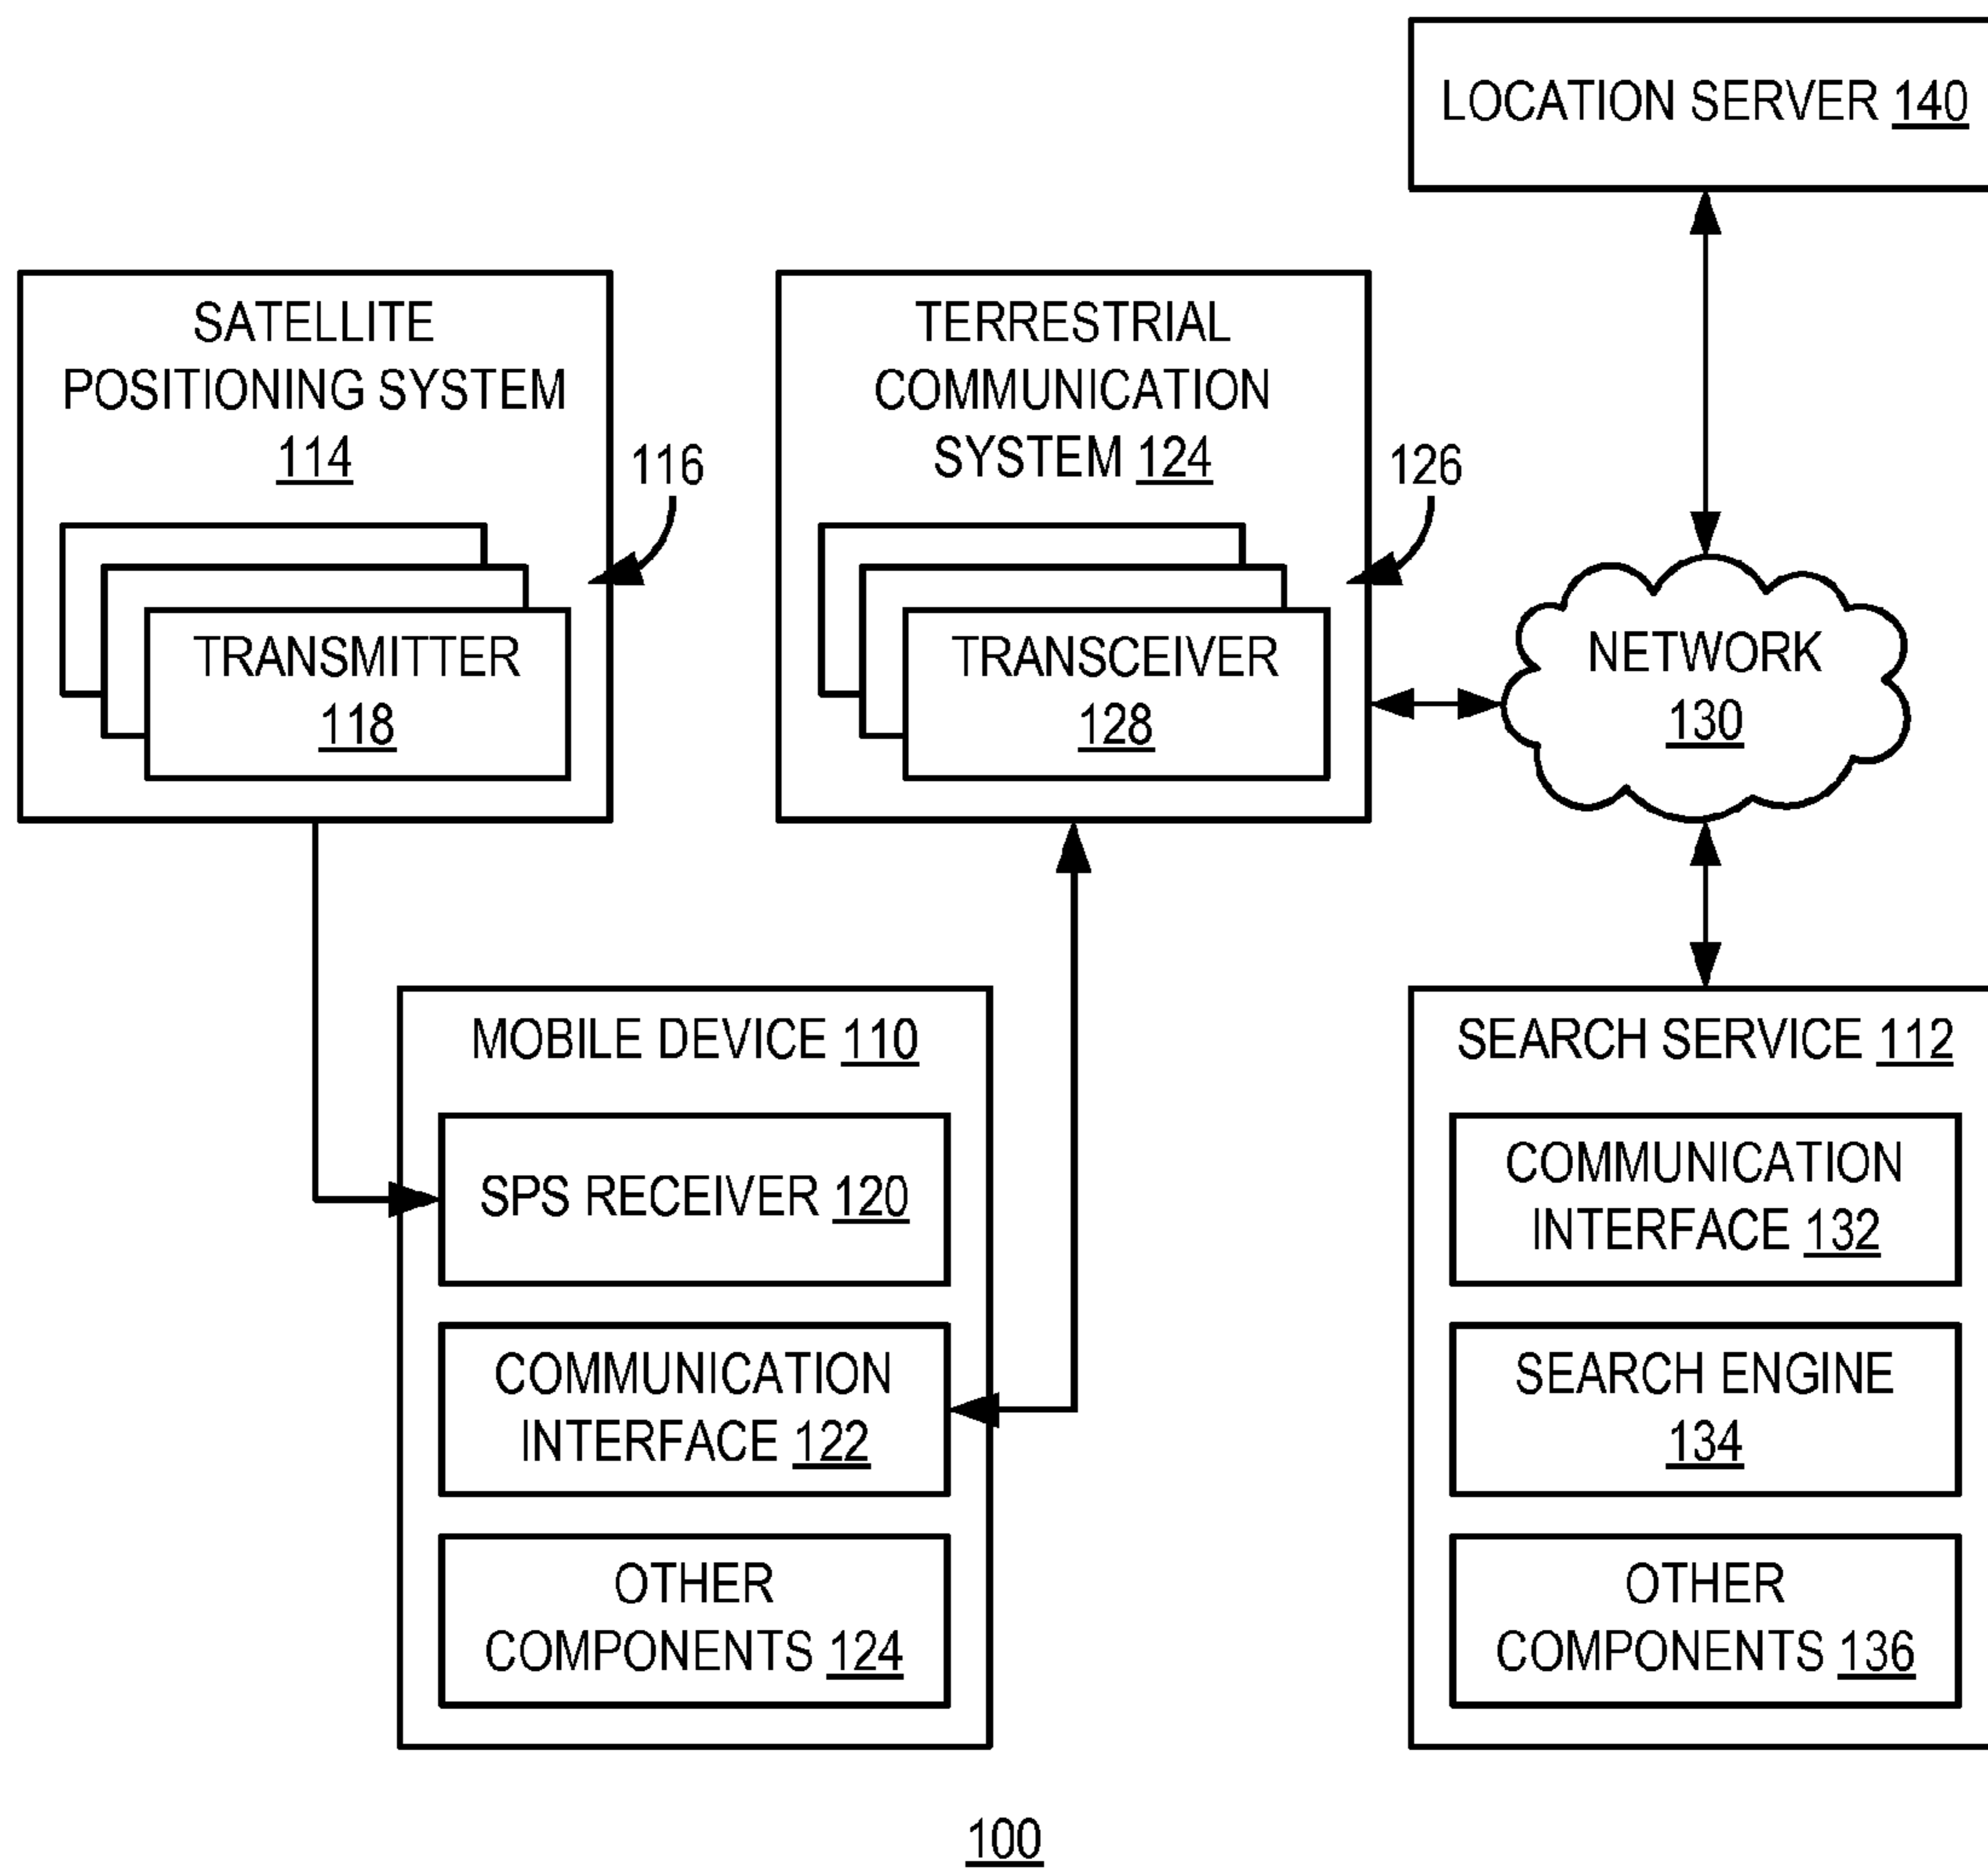 LOCATION SERVER 140
SATELLITE
POSITIONING SYSTEM
114
116
TRANSMITTER
118
TERRESTRIAL
COMMUNICATION
SYSTEM 124
126
TRANSCEIVER
128
NETWORK
130
MOBILE DEVICE 110
SPS RECEIVER 120
COMMUNICATION
INTERFACE 122
OTHER
COMPONENTS 124
SEARCH SERVICE 112
COMMUNICATION
INTERFACE 132
SEARCH ENGINE
134
OTHER
COMPONENTS 136
100